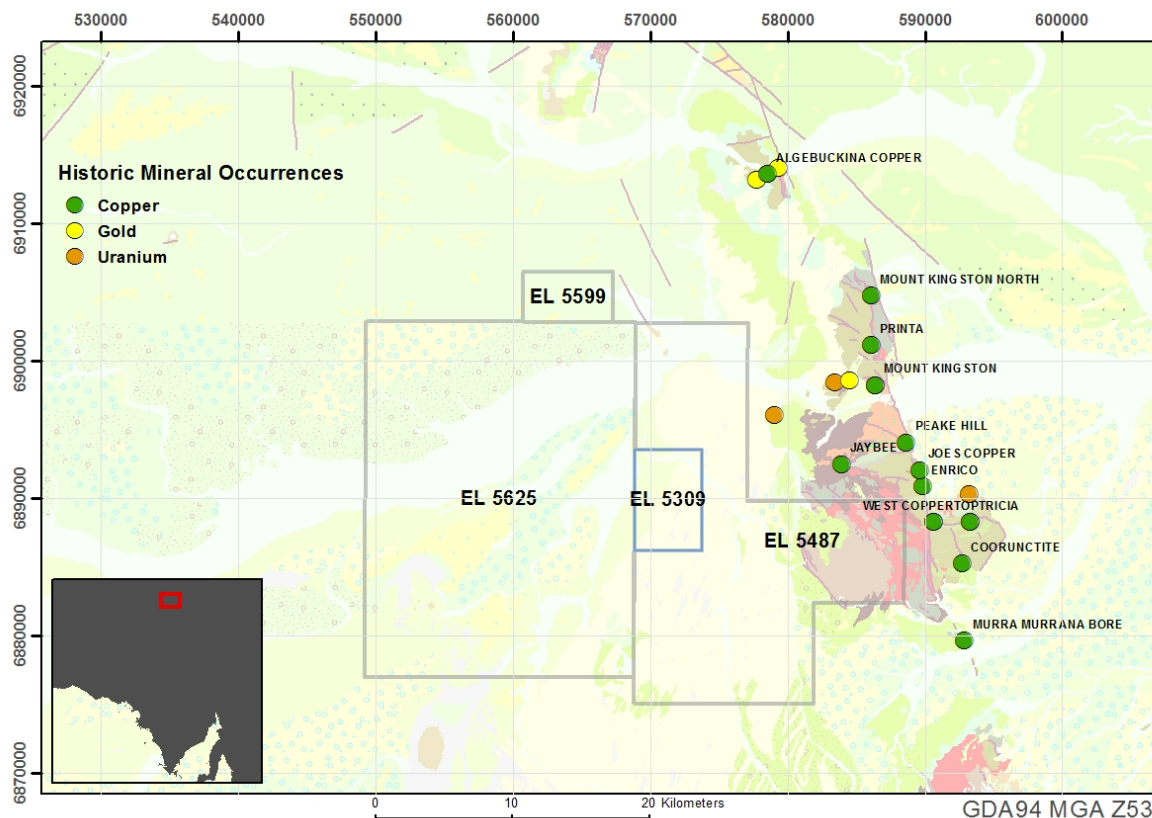 530000 540000 550000 560000 570000 580000 590000 600000
6920000
ALGEBUCKINA COPPER
Historic Mineral Occurrences
Copper
6910000
Gold
Uranium
MOUNT KINGSTON NORTH
EL 5599
PRINTA
6900000
MOUNT KINGSTON
PEAKE HILL
JAYBEE
JOES COPPER
ENRICO
6890000
EL 5625
EL 5309
WEST COPPERTOPTRICIA
EL 5487
COORUNCTITE
6880000
MURRA MURRANA BORE
6870000
0 10 20 Kilometers
GDA94 MGA Z53